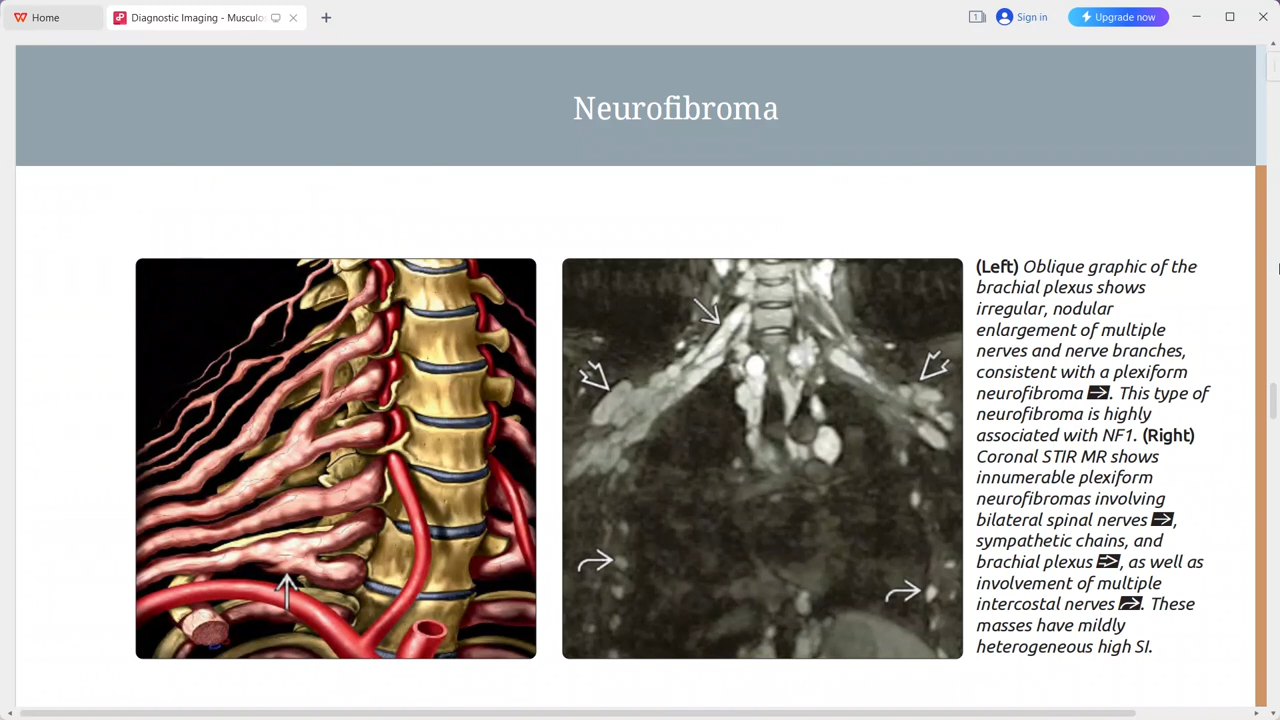 Home
Diagnostic Imaging - Musculo
1
Sign in
Upgrade now
Neurofibroma
(Left) Oblique graphic of the
brachial plexus shows
irregular, nodular
enlargement of multiple
nerves and nerve branches,
consistent with a plexiform
neurofibroma ➡. This type of
neurofibroma is highly
associated with NF1. (Right)
Coronal STIR MR shows
innumerable plexiform
neurofibromas involving
bilateral spinal nerves ➡,
sympathetic chains, and
brachial plexus ➡, as well as
involvement of multiple
intercostal nerves ➡. These
masses have mildly
heterogeneous high SI.